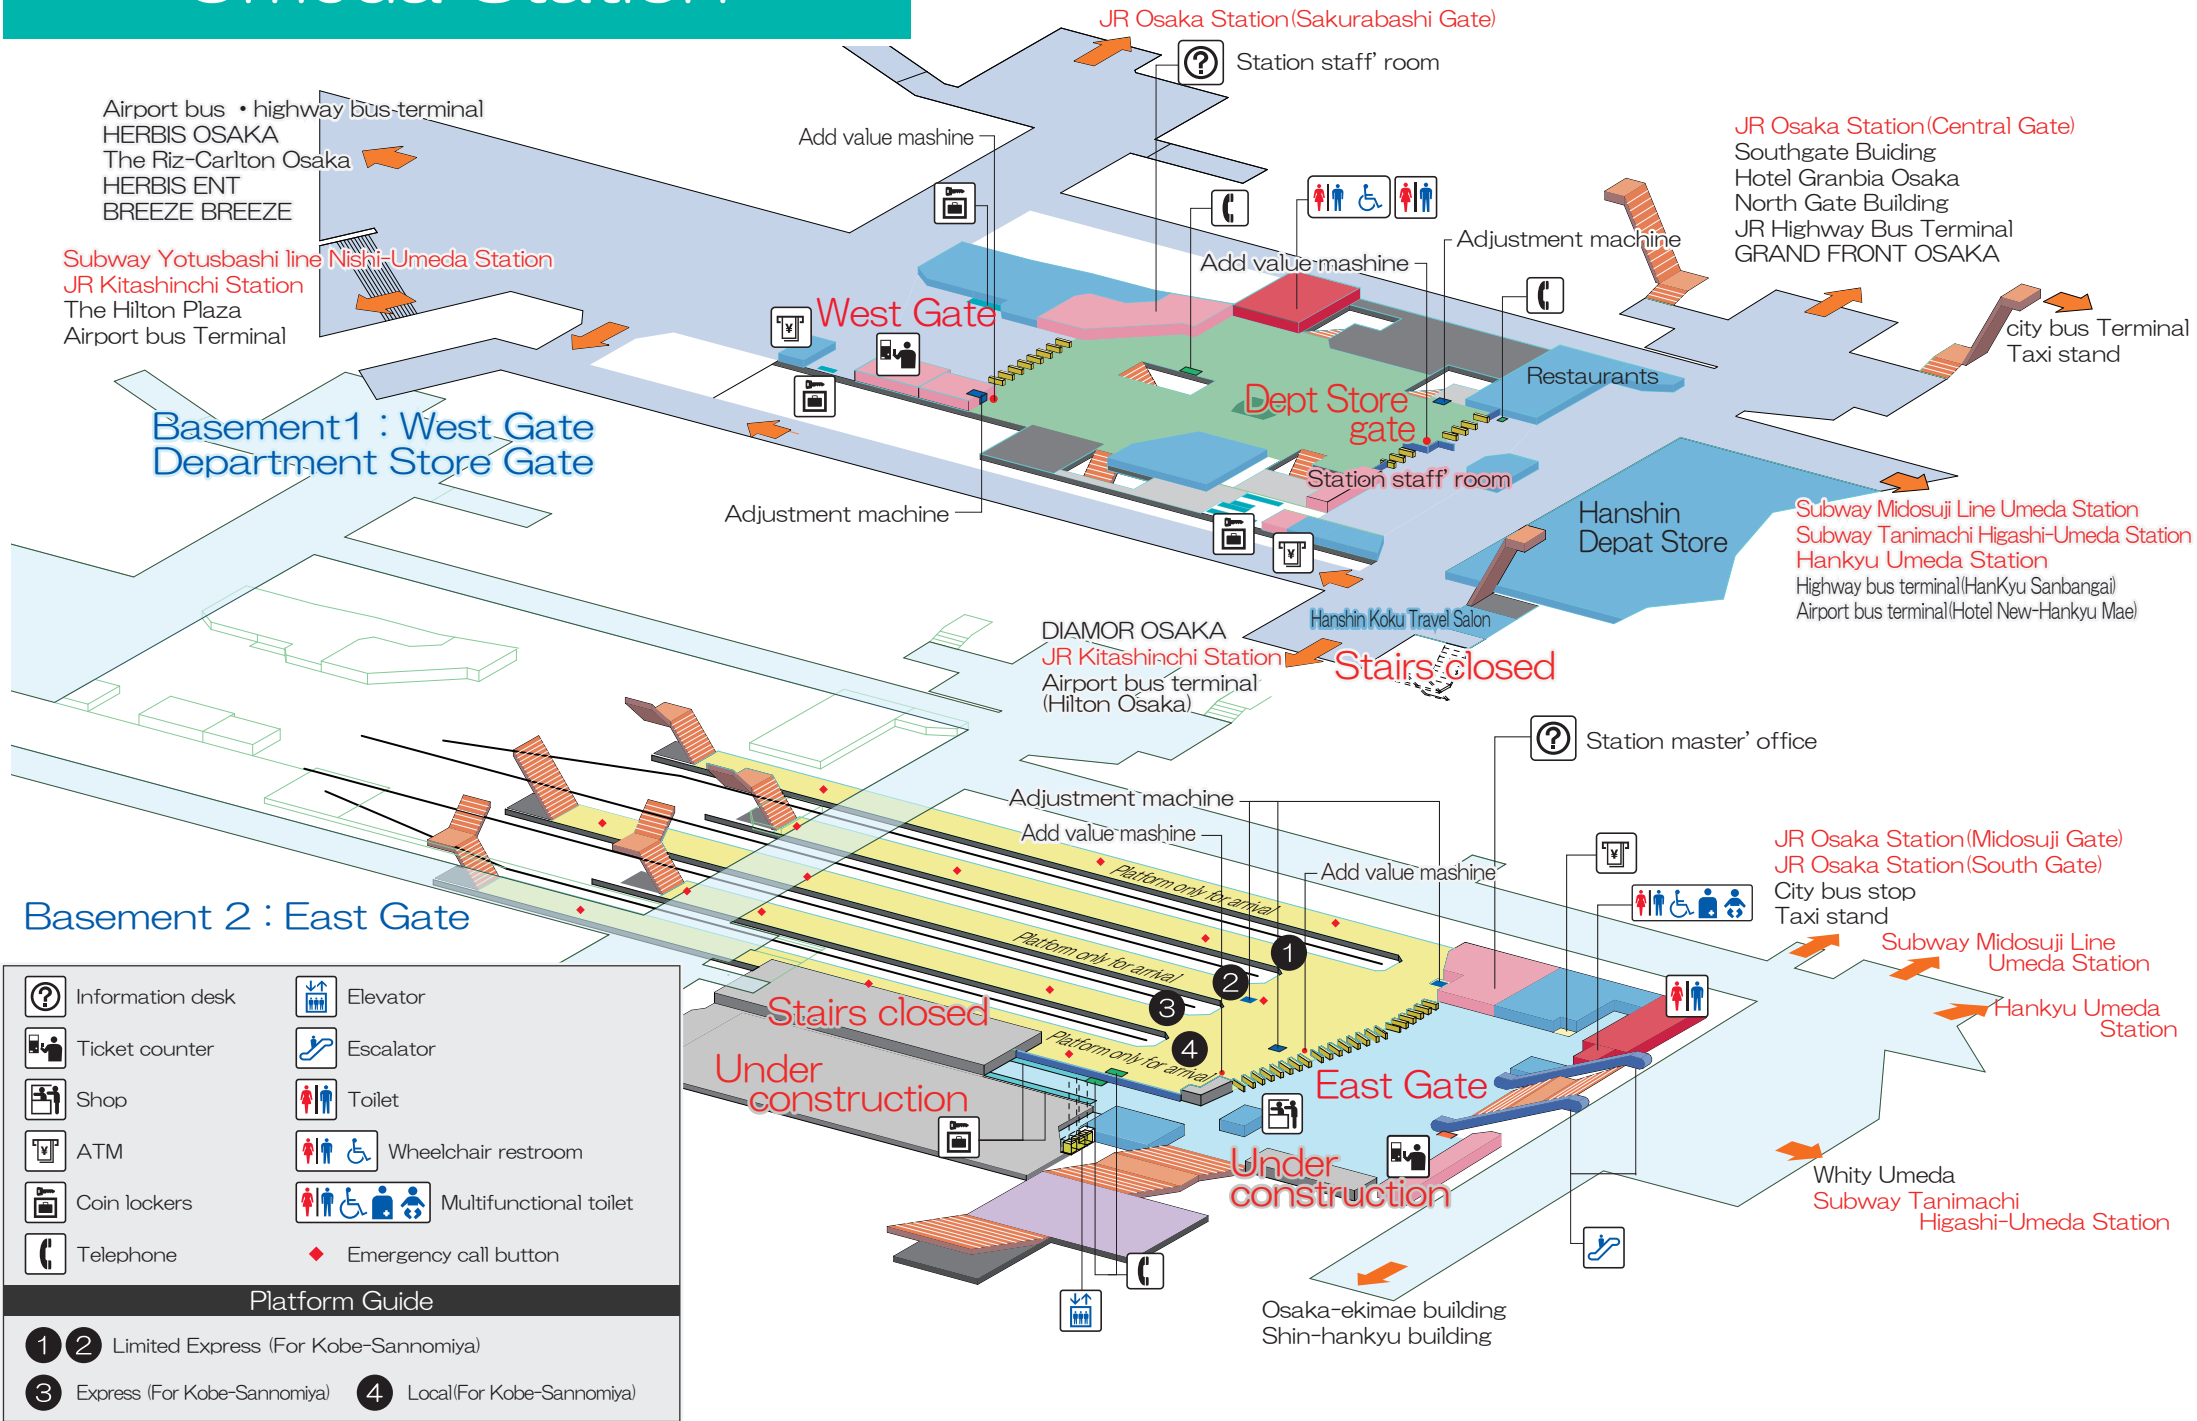 Umeda Station
JR Osaka Station(Sakurabashi Gate)
Station staff' room
Airport bus ・highway bus terminal
HERBIS OSAKA
The Riz-Carlton Osaka
HERBIS ENT
BREEZE BREEZE
Add value mashine
JR Osaka Station(Central Gate)
Southgate Buiding
Hotel Granbia Osaka
North Gate Building
JR Highway Bus Terminal
GRAND FRONT OSAKA
Subway Yotusbashi line Nishi-Umeda Station
JR Kitashinchi Station
The Hilton Plaza
Airport bus Terminal
Adjustment machine
Add value mashine
West Gate
city bus Terminal
Taxi stand
Restaurants
Dept Store
gate
Basement1：West Gate
Department Store Gate
Station staff' room
Adjustment machine
Hanshin
Depat Store
Subway Midosuji Line Umeda Station
Subway Tanimachi Higashi-Umeda Station
Hankyu Umeda Station
Highway bus terminal(HanKyu Sanbangai)
Airport bus terminal(Hotel New-Hankyu Mae)
Hanshin Koku Travel Salon
Stairs closed
DIAMOR OSAKA
JR Kitashinchi Station
Airport bus terminal
(Hilton Osaka)
Station master' office
Adjustment machine
Add value mashine
Add value mashine
JR Osaka Station(Midosuji Gate)
JR Osaka Station(South Gate)
City bus stop
Taxi stand
Subway Midosuji Line
Umeda Station
Hankyu Umeda
Station
Basement 2：East Gate
Platform only for arrival
Platform only for arrival
Platform only for arrival
1
2
3
4
Stairs closed
Under
construction
East Gate
Under
construction
Whity Umeda
Subway Tanimachi
Higashi-Umeda Station
Osaka-ekimae building
Shin-hankyu building
? Information desk
Elevator
Ticket counter
Escalator
Shop
Toilet
¥ ATM
Wheelchair restroom
Coin lockers
Multifunctional toilet
Telephone
Emergency call button
Platform Guide
1 2 Limited Express (For Kobe-Sannomiya)
3 Express (For Kobe-Sannomiya) 4 Local(For Kobe-Sannomiya)